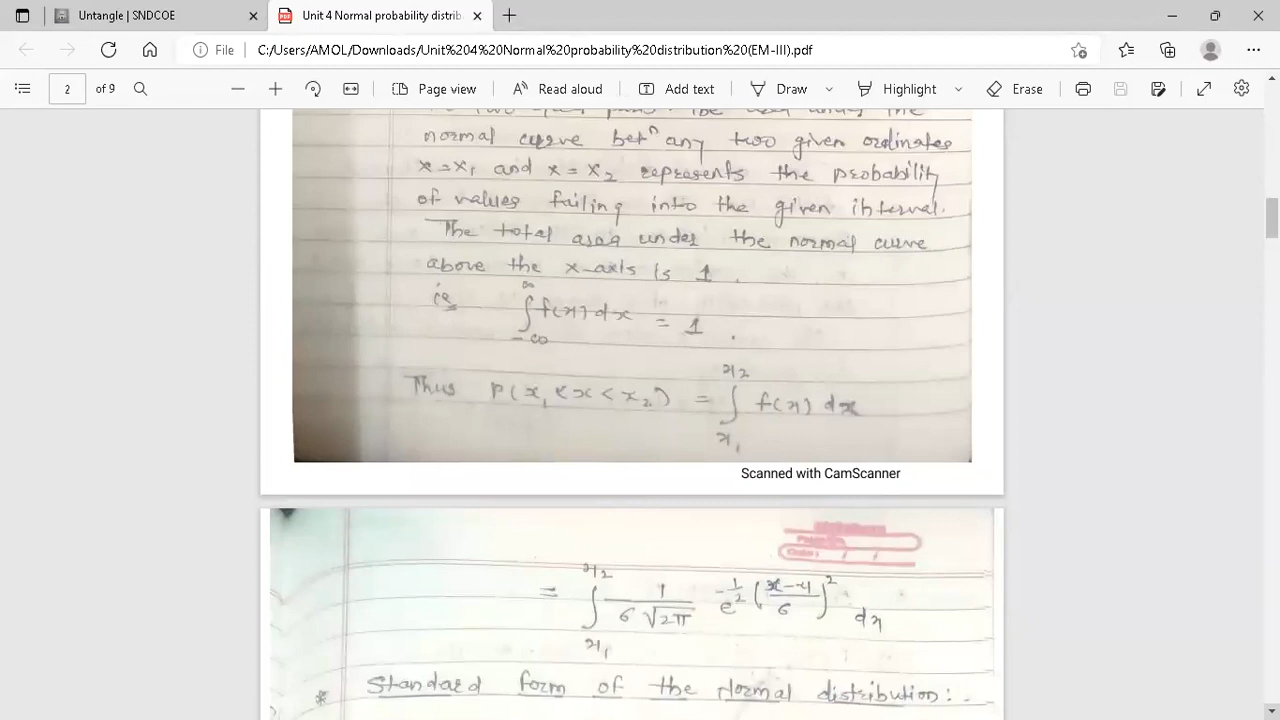 Untangle | SNDCOE
Unit 4 Normal probability distrib
File C:/Users/AMOL/Downloads/Unit%204%20Normal%20probability%20distribution%20(EM-III).pdf
2 of 9 Page view Read aloud Add text Draw Highlight Erase
normal curve betn any two given ordinates
x = x₁ and x = x₂ represents the probability
of values failing into the given interval.
The total area under the normal curve
above the x-axis is 1.
ie ∫_{-∞}^{∞} f(x) dx = 1.
Thus P(x₁ < x < x₂) = ∫_{x₁}^{x₂} f(x) dx
Scanned with CamScanner
= ∫_{x₁}^{x₂} 1/(σ√2π) e^{-1/2 ((x-μ)/σ)²} dx
* Standard form of the Normal distribution:-